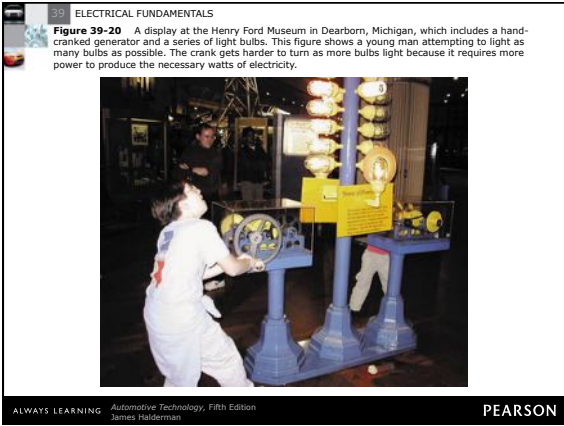 39 ELECTRICAL FUNDAMENTALS
Figure 39-20 A display at the Henry Ford Museum in Dearborn, Michigan, which includes a hand-
cranked generator and a series of light bulbs. This figure shows a young man attempting to light as
many bulbs as possible. The crank gets harder to turn as more bulbs light because it requires more
power to produce the necessary watts of electricity.
ALWAYS LEARNING
Automotive Technology, Fifth Edition
James Halderman
PEARSON